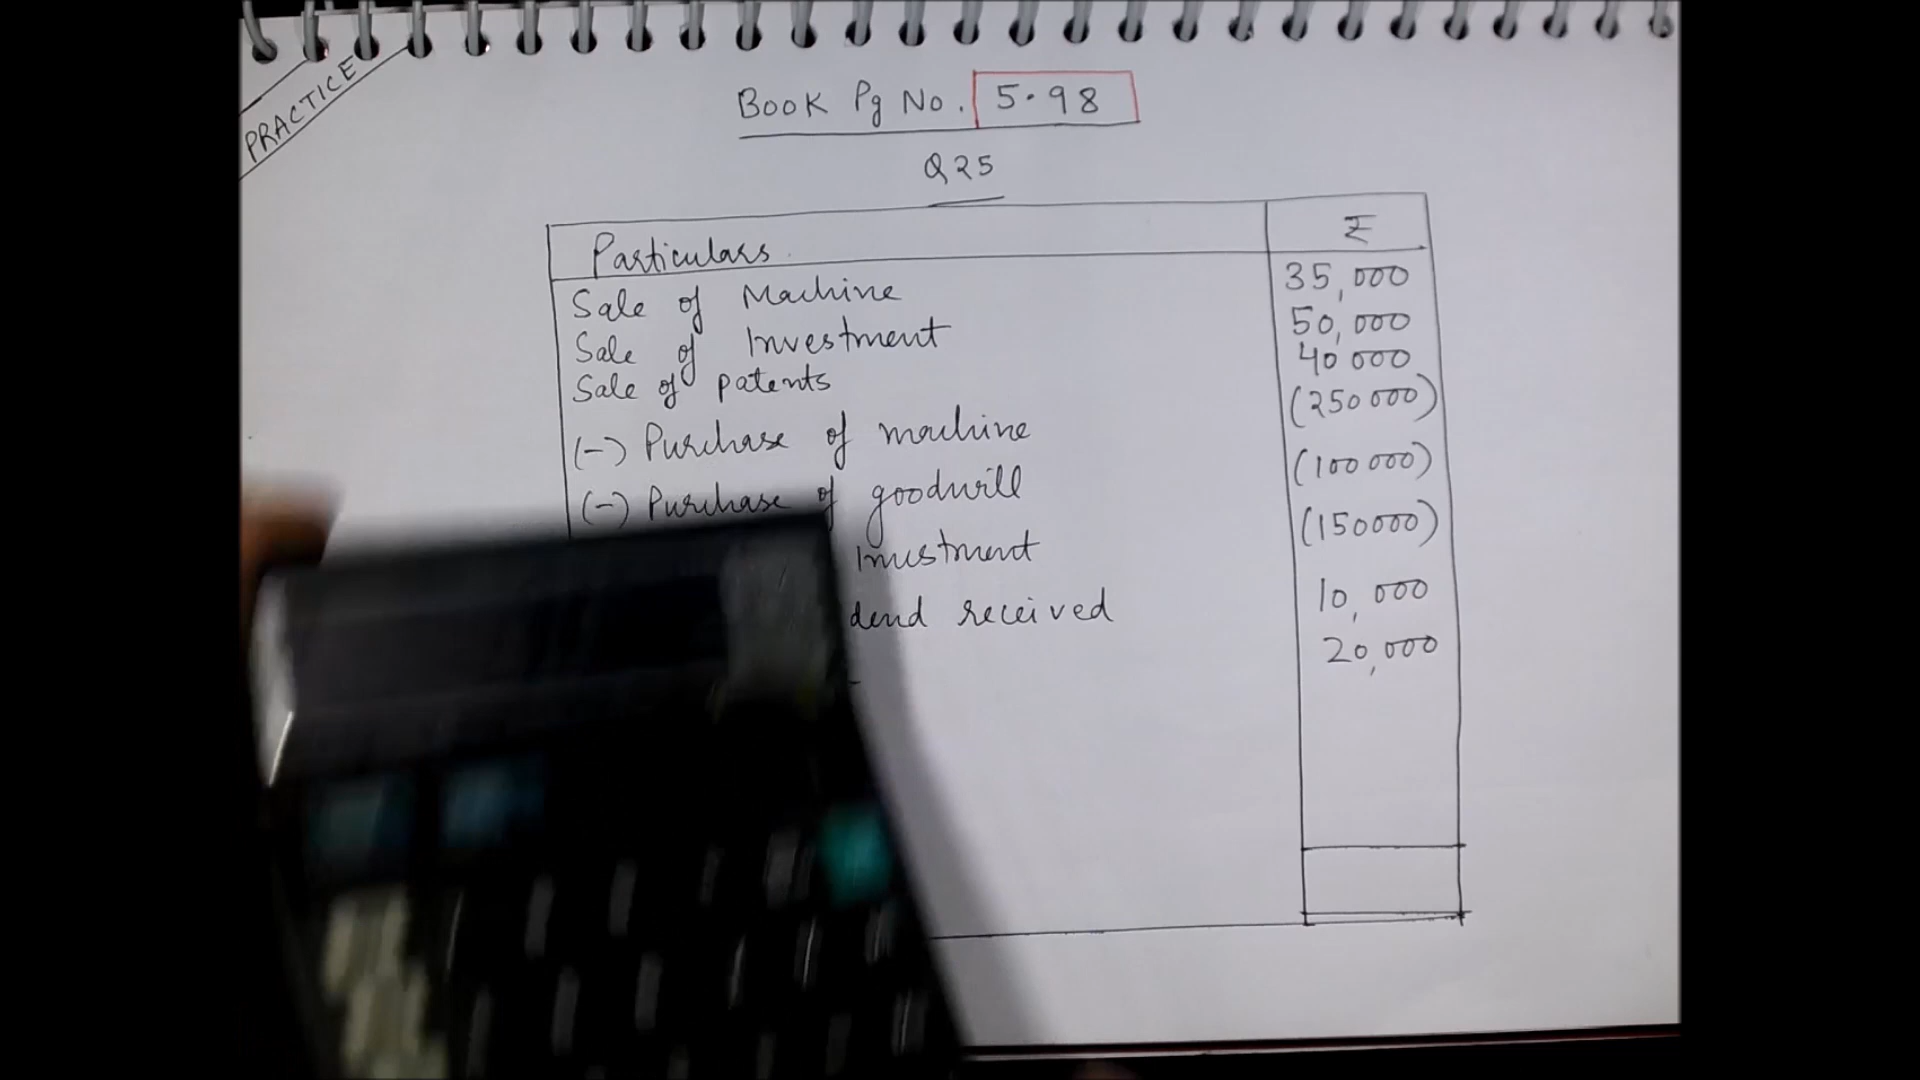 PRACTICE
Book Pg No. 5.98
Q25
Particulars ₹
Sale of Machine 35,000
Sale of Investment 50,000
Sale of patents 40000
(-) Purchase of machine (250000)
(-) Purchase of goodwill (100000)
Investment (150000)
dend received 10,000
20,000